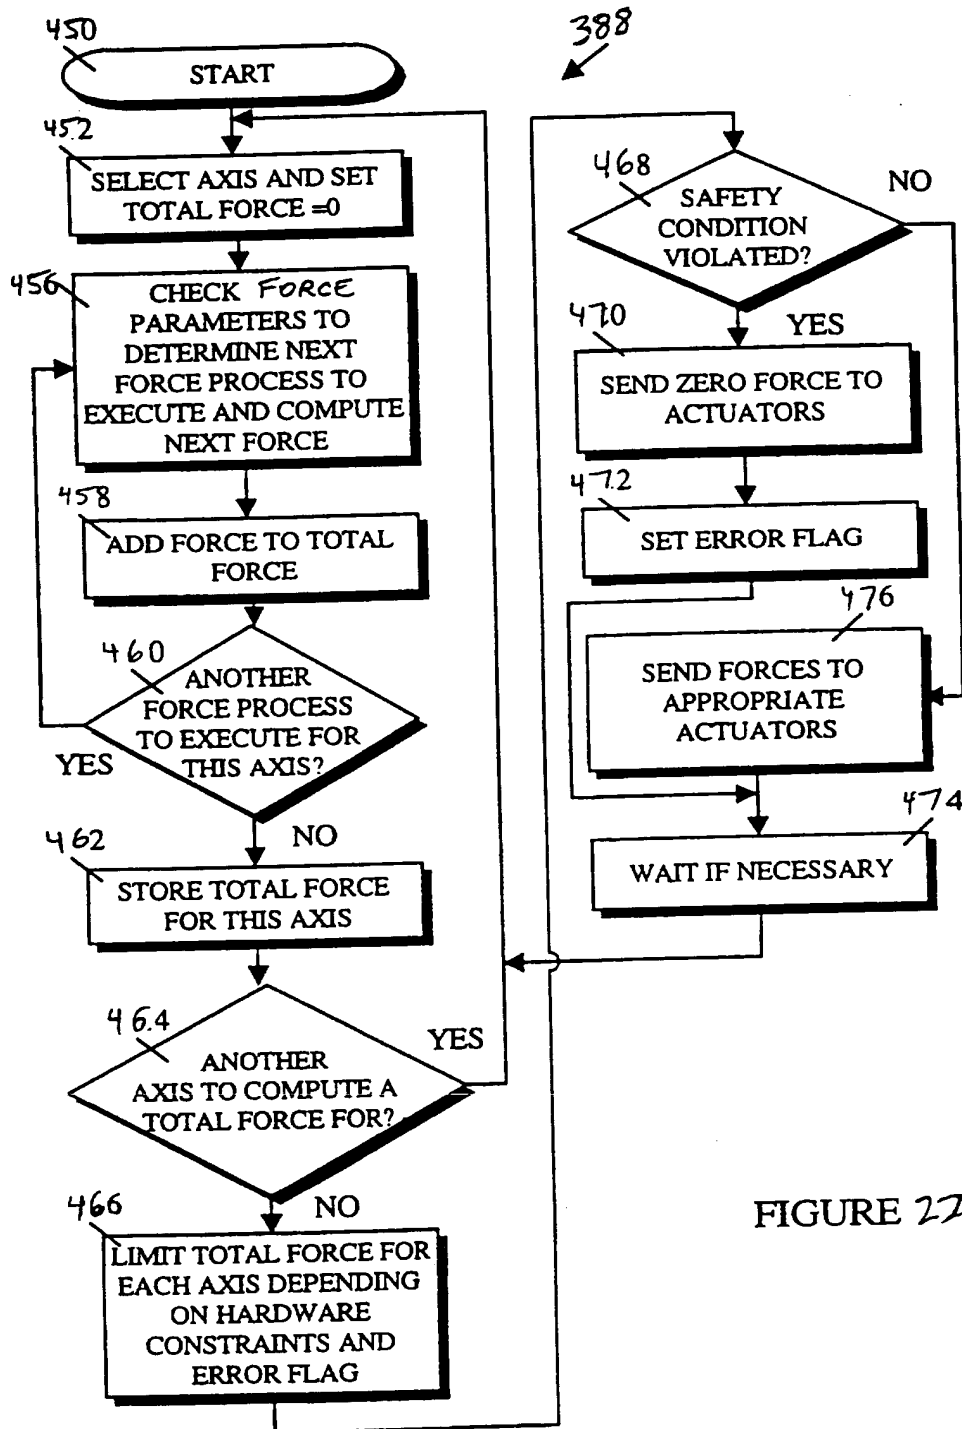 450
START
388
452
SELECT AXIS AND SET
TOTAL FORCE =0
456
CHECK FORCE
PARAMETERS TO
DETERMINE NEXT
FORCE PROCESS TO
EXECUTE AND COMPUTE
NEXT FORCE
458
ADD FORCE TO TOTAL
FORCE
460
ANOTHER
FORCE PROCESS
TO EXECUTE FOR
THIS AXIS?
YES
NO
462
STORE TOTAL FORCE
FOR THIS AXIS
464
ANOTHER
AXIS TO COMPUTE A
TOTAL FORCE FOR?
YES
NO
466
LIMIT TOTAL FORCE FOR
EACH AXIS DEPENDING
ON HARDWARE
CONSTRAINTS AND
ERROR FLAG
468
SAFETY
CONDITION
VIOLATED?
NO
YES
470
SEND ZERO FORCE TO
ACTUATORS
472
SET ERROR FLAG
476
SEND FORCES TO
APPROPRIATE
ACTUATORS
474
WAIT IF NECESSARY
FIGURE 22